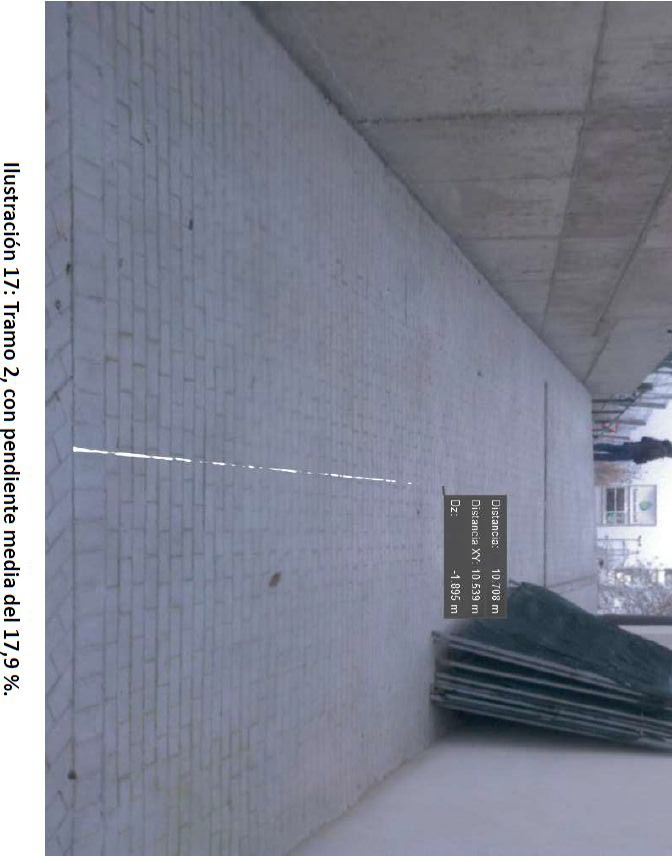 Distancia: 10.708 m
Distancia XY: 10.539 m
Dz: -1.895 m
Ilustración 17: Tramo 2, con pendiente media del 17,9 %.